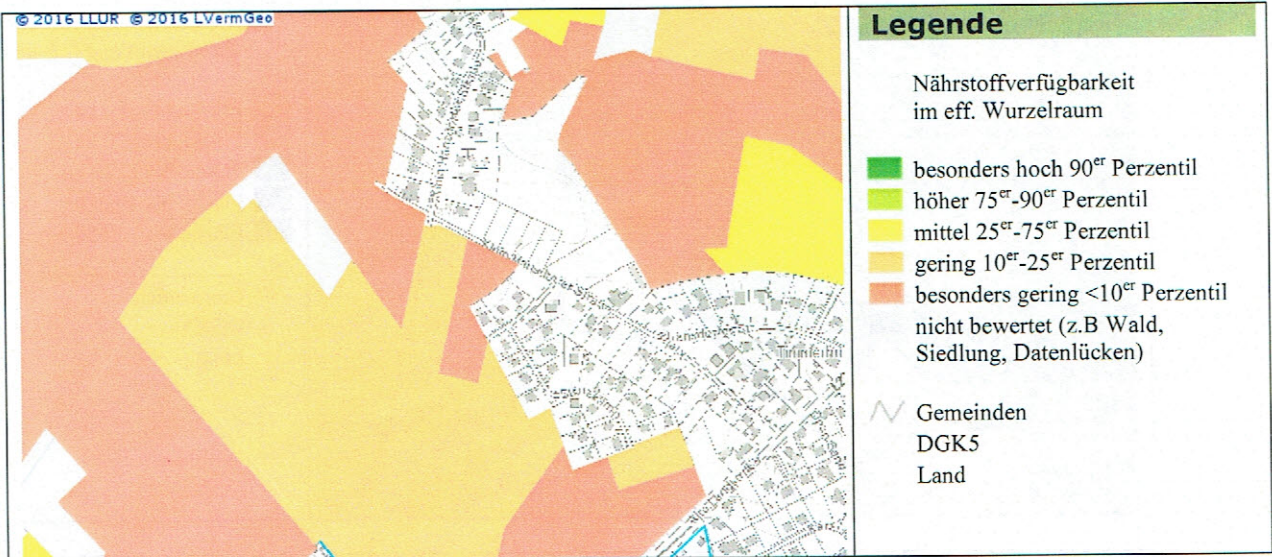 © 2016 LLUR © 2016 LVermGeo
Legende
Nährstoffverfügbarkeit
im eff. Wurzelraum
besonders hoch 90er Perzentil
höher 75er-90er Perzentil
mittel 25er-75er Perzentil
gering 10er-25er Perzentil
besonders gering <10er Perzentil
nicht bewertet (z.B Wald,
Siedlung, Datenlücken)
Gemeinden
DGK5
Land